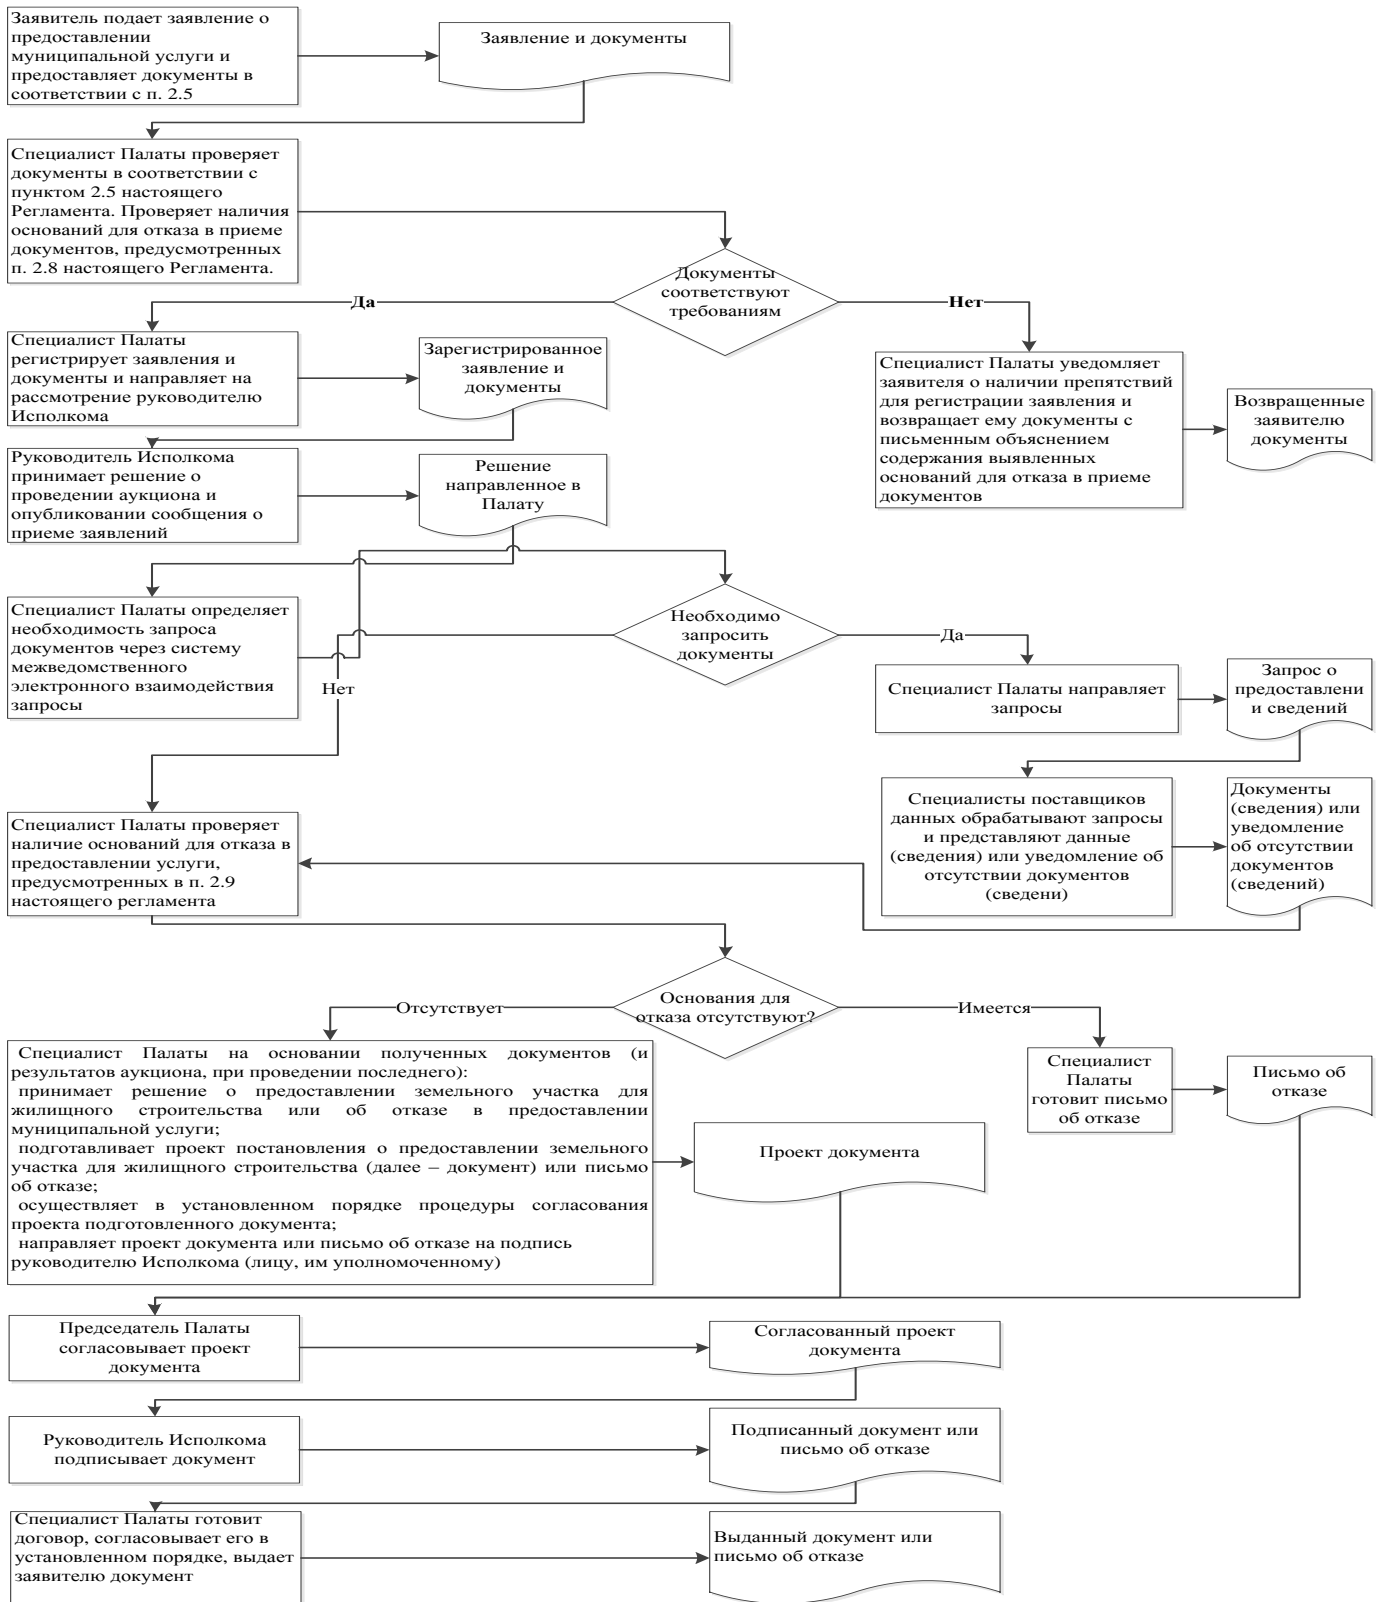 Заявитель подает заявление о
предоставлении
муниципальной услуги и
предоставляет документы в
соответствии с п. 2.5
Заявление и документы
Специалист Палаты проверяет
документы в соответствии с
пунктом 2.5 настоящего
Регламента. Проверяет наличия
оснований для отказа в приеме
документов, предусмотренных
п. 2.8 настоящего Регламента.
Документы
соответствуют
требованиям
Да
Нет
Специалист Палаты
регистрирует заявления и
документы и направляет на
рассмотрение руководителю
Исполкома
Зарегистрированное
заявление и
документы
Специалист Палаты уведомляет
заявителя о наличии препятствий
для регистрации заявления и
возвращает ему документы с
письменным объяснением
содержания выявленных
оснований для отказа в приеме
документов
Возвращенные
заявителю
документы
Руководитель Исполкома
принимает решение о
проведении аукциона и
опубликовании сообщения о
приеме заявлений
Решение
направленное в
Палату
Специалист Палаты определяет
необходимость запроса
документов через систему
межведомственного
электронного взаимодействия
запросы
Необходимо
запросить
документы
Да
Нет
Специалист Палаты направляет
запросы
Запрос о
предоставлени
и сведений
Специалисты поставщиков
данных обрабатывают запросы
и представляют данные
(сведения) или уведомление об
отсутствии документов
(сведени)
Документы
(сведения) или
уведомление
об отсутствии
документов
(сведений)
Специалист Палаты проверяет
наличие оснований для отказа в
предоставлении услуги,
предусмотренных в п. 2.9
настоящего регламента
Основания для
отказа отсутствуют?
Отсутствует
Имеется
Специалист Палаты на основании полученных документов (и
результатов аукциона, при проведении последнего):
принимает решение о предоставлении земельного участка для
жилищного строительства или об отказе в предоставлении
муниципальной услуги;
подготавливает проект постановления о предоставлении земельного
участка для жилищного строительства (далее – документ) или письмо
об отказе;
осуществляет в установленном порядке процедуры согласования
проекта подготовленного документа;
направляет проект документа или письмо об отказе на подпись
руководителю Исполкома (лицу, им уполномоченному)
Проект документа
Специалист
Палаты
готовит письмо
об отказе
Письмо об
отказе
Председатель Палаты
согласовывает проект
документа
Согласованный проект
документа
Руководитель Исполкома
подписывает документ
Подписанный документ или
письмо об отказе
Специалист Палаты готовит
договор, согласовывает его в
установленном порядке, выдает
заявителю документ
Выданный документ или
письмо об отказе